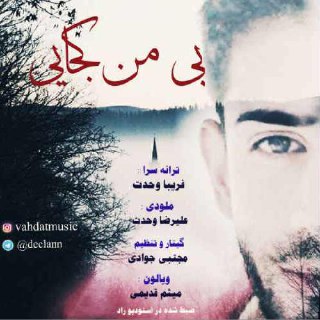 بی من کجایی
ترانه سرا :
فریبا وحدت
ملودی :
علیرضا وحدت
گیتار و تنظیم
مجتبی جوادی
ویالون :
میثم قدیمی
ضبط شده در استودیو راد
vahdatmusic
@declann